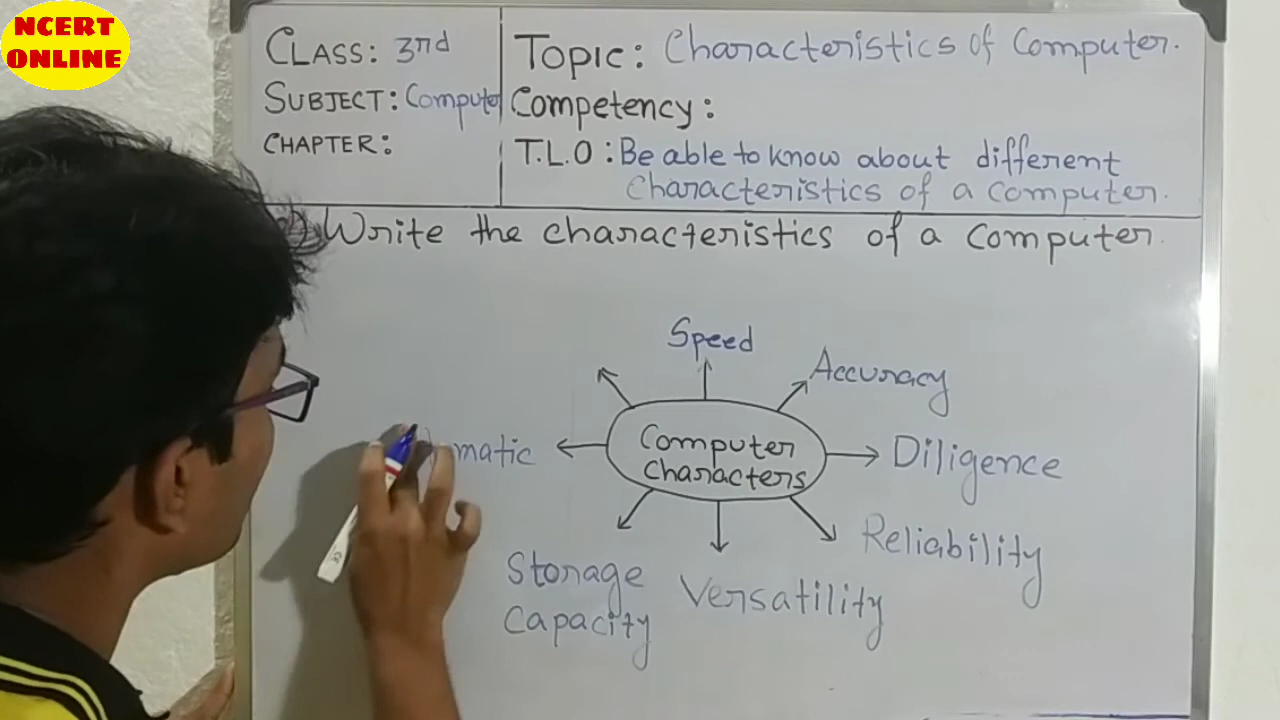 NCERT
ONLINE
CLASS: 3rd
SUBJECT: Computer
CHAPTER:
Topic: Characteristics of Computer.
Competency:
T.L.O: Be able to know about different
Characteristics of a Computer.
Write the characteristics of a Computer.
Speed
Accuracy
matic
Computer
Characters
Diligence
Reliability
Storage
Capacity
Versatility